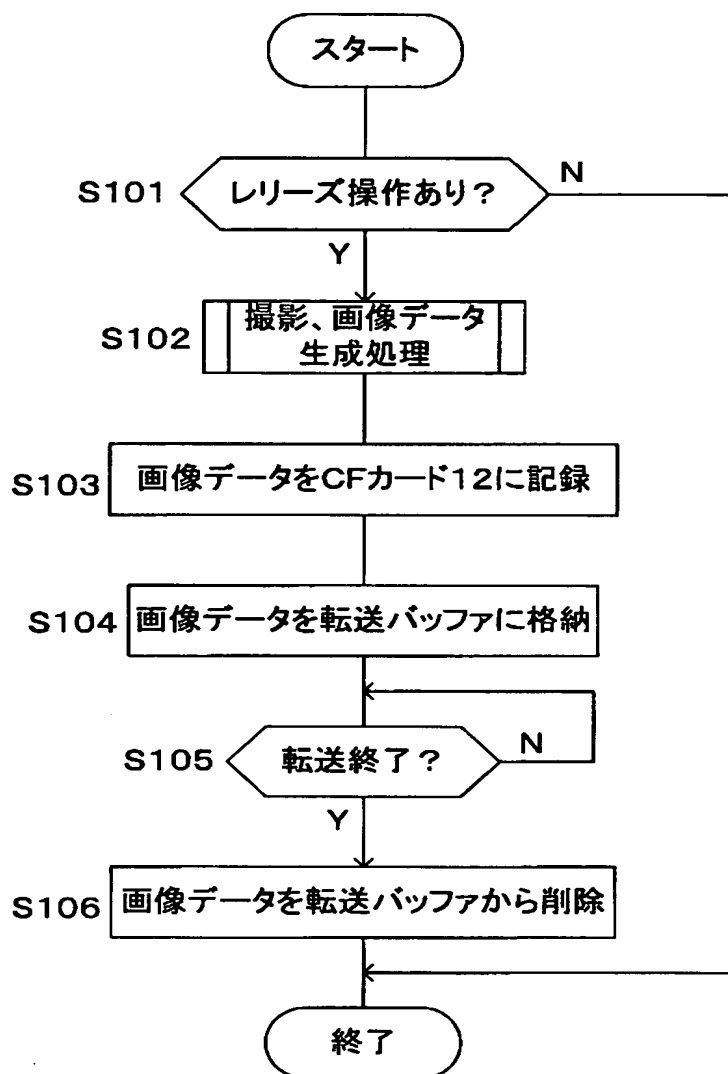 スタート
S101
レリーズ操作あり？
N
Y
S102
撮影、画像データ
生成処理
S103
画像データをCFカード12に記録
S104
画像データを転送バッファに格納
S105
転送終了？
N
Y
S106
画像データを転送バッファから削除
終了